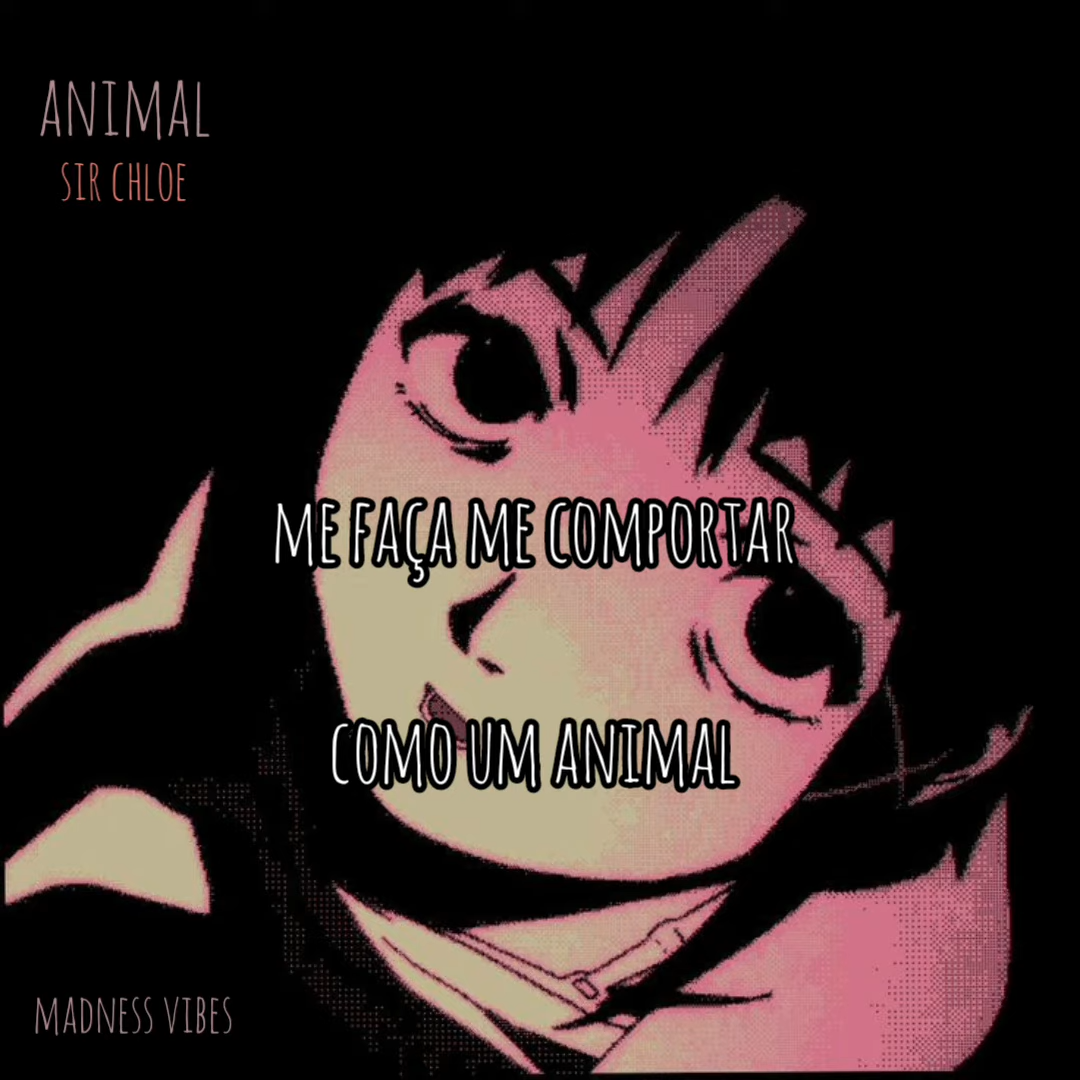 ANIMAL
SIR CHLOE
ME FAÇA ME COMPORTAR
COMO UM ANIMAL
MADNESS VIBES